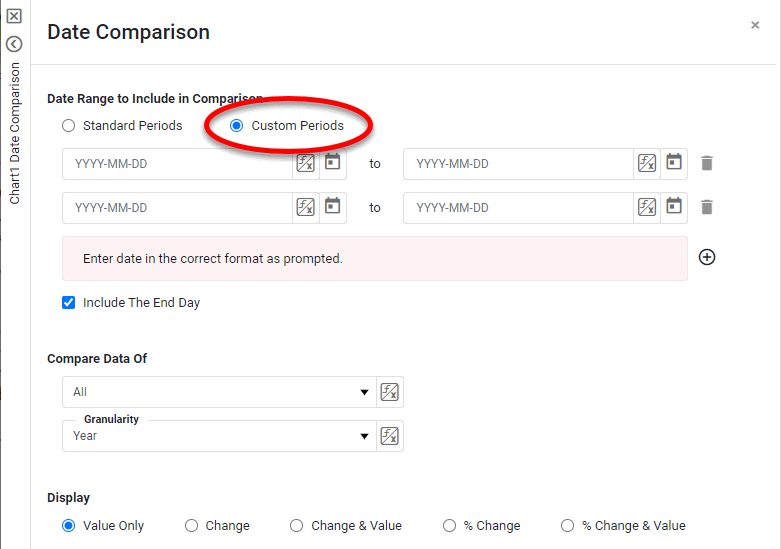 Date Comparison
Chart1 Date Comparison
Date Range to Include in Comparison
Standard Periods Custom Periods
YYYY-MM-DD to YYYY-MM-DD
YYYY-MM-DD to YYYY-MM-DD
Enter date in the correct format as prompted.
Include The End Day
Compare Data Of
All
Granularity
Year
Display
Value Only Change Change & Value % Change % Change & Value